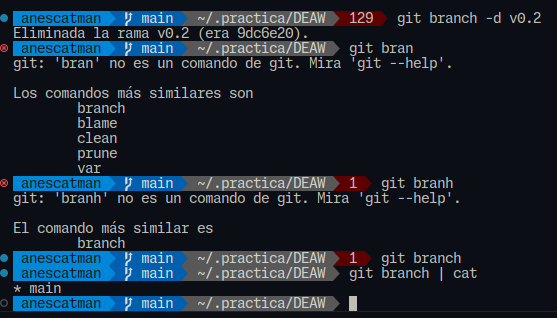 anescatman main ~/.practica/DEAW 129 git branch -d v0.2
Eliminada la rama v0.2 (era 9dc6e20).
anescatman main ~/.practica/DEAW git bran
git: 'bran' no es un comando de git. Mira 'git --help'.
Los comandos más similares son
branch
blame
clean
prune
var
anescatman main ~/.practica/DEAW 1 git branh
git: 'branh' no es un comando de git. Mira 'git --help'.
El comando más similar es
branch
anescatman main ~/.practica/DEAW 1 git branch
anescatman main ~/.practica/DEAW git branch | cat
* main
anescatman main ~/.practica/DEAW